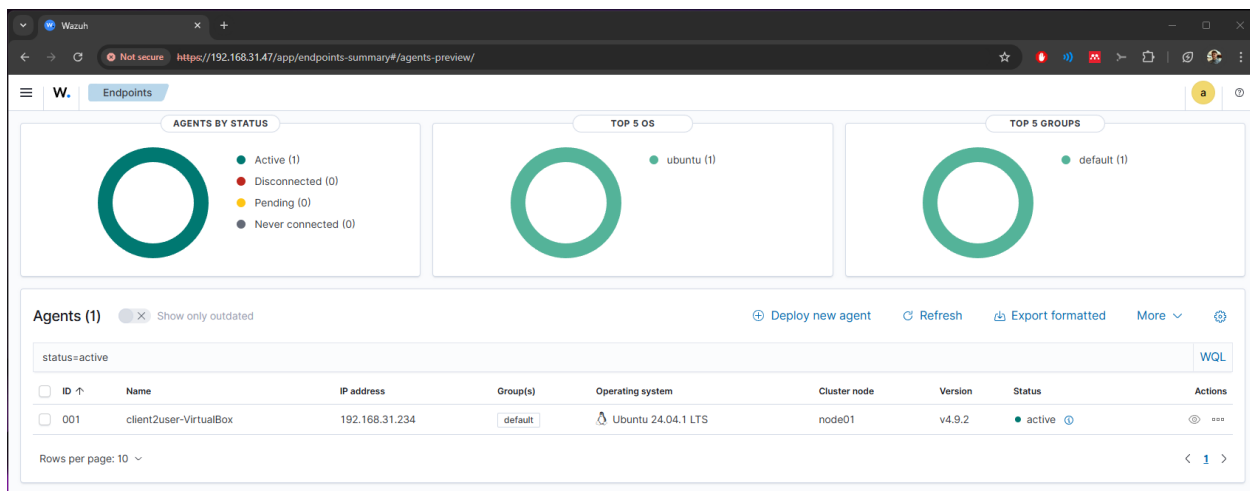 Wazuh
Not secure https://192.168.31.47/app/endpoints-summary#/agents-preview/
W. Endpoints a
AGENTS BY STATUS
Active (1)
Disconnected (0)
Pending (0)
Never connected (0)
TOP 5 OS
ubuntu (1)
TOP 5 GROUPS
default (1)
Agents (1) Show only outdated Deploy new agent Refresh Export formatted More
status=active WQL
ID Name IP address Group(s) Operating system Cluster node Version Status Actions
001 client2user-VirtualBox 192.168.31.234 default Ubuntu 24.04.1 LTS node01 v4.9.2 active
Rows per page: 10 1